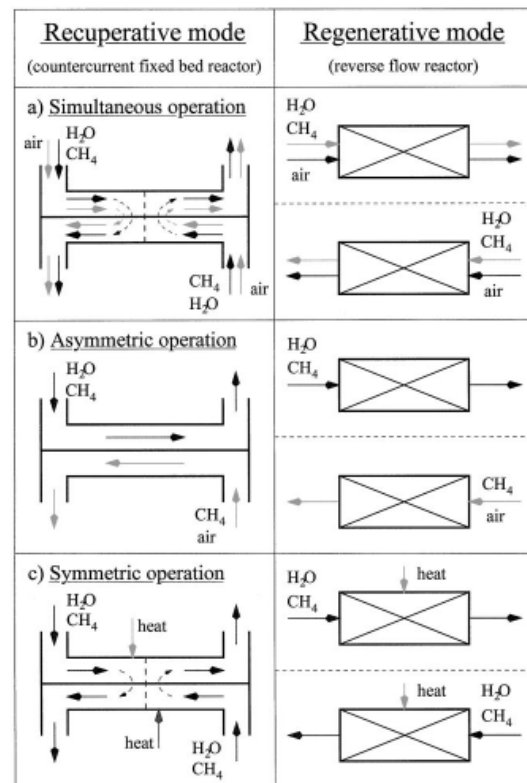 Recuperative mode
(countercurrent fixed bed reactor)
Regenerative mode
(reverse flow reactor)
a) Simultaneous operation
air
H₂O
CH₄
CH₄
H₂O
air
H₂O
CH₄
air
H₂O
CH₄
air
b) Asymmetric operation
H₂O
CH₄
CH₄
air
H₂O
CH₄
CH₄
air
c) Symmetric operation
H₂O
CH₄
heat
heat
H₂O
CH₄
H₂O
CH₄
heat
heat
H₂O
CH₄